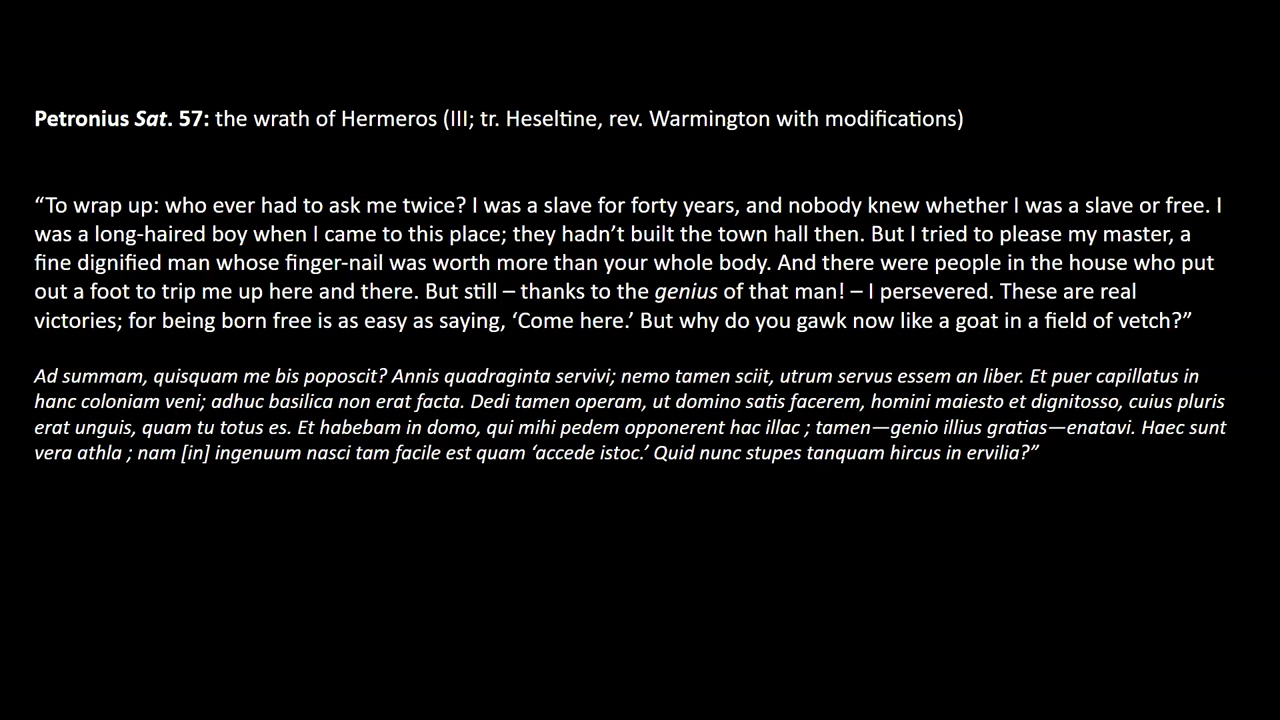 Petronius Sat. 57: the wrath of Hermeros (III; tr. Heseltine, rev. Warmington with modifications)
“To wrap up: who ever had to ask me twice? I was a slave for forty years, and nobody knew whether I was a slave or free. I
was a long-haired boy when I came to this place; they hadn’t built the town hall then. But I tried to please my master, a
fine dignified man whose finger-nail was worth more than your whole body. And there were people in the house who put
out a foot to trip me up here and there. But still – thanks to the genius of that man! – I persevered. These are real
victories; for being born free is as easy as saying, ‘Come here.’ But why do you gawk now like a goat in a field of vetch?”
Ad summam, quisquam me bis poposcit? Annis quadraginta servivi; nemo tamen sciit, utrum servus essem an liber. Et puer capillatus in
hanc coloniam veni; adhuc basilica non erat facta. Dedi tamen operam, ut domino satis facerem, homini maiesto et dignitosso, cuius pluris
erat unguis, quam tu totus es. Et habebam in domo, qui mihi pedem opponerent hac illac ; tamen—genio illius gratias—enatavi. Haec sunt
vera athla ; nam [in] ingenuum nasci tam facile est quam ‘accede istoc.’ Quid nunc stupes tanquam hircus in ervilia?”